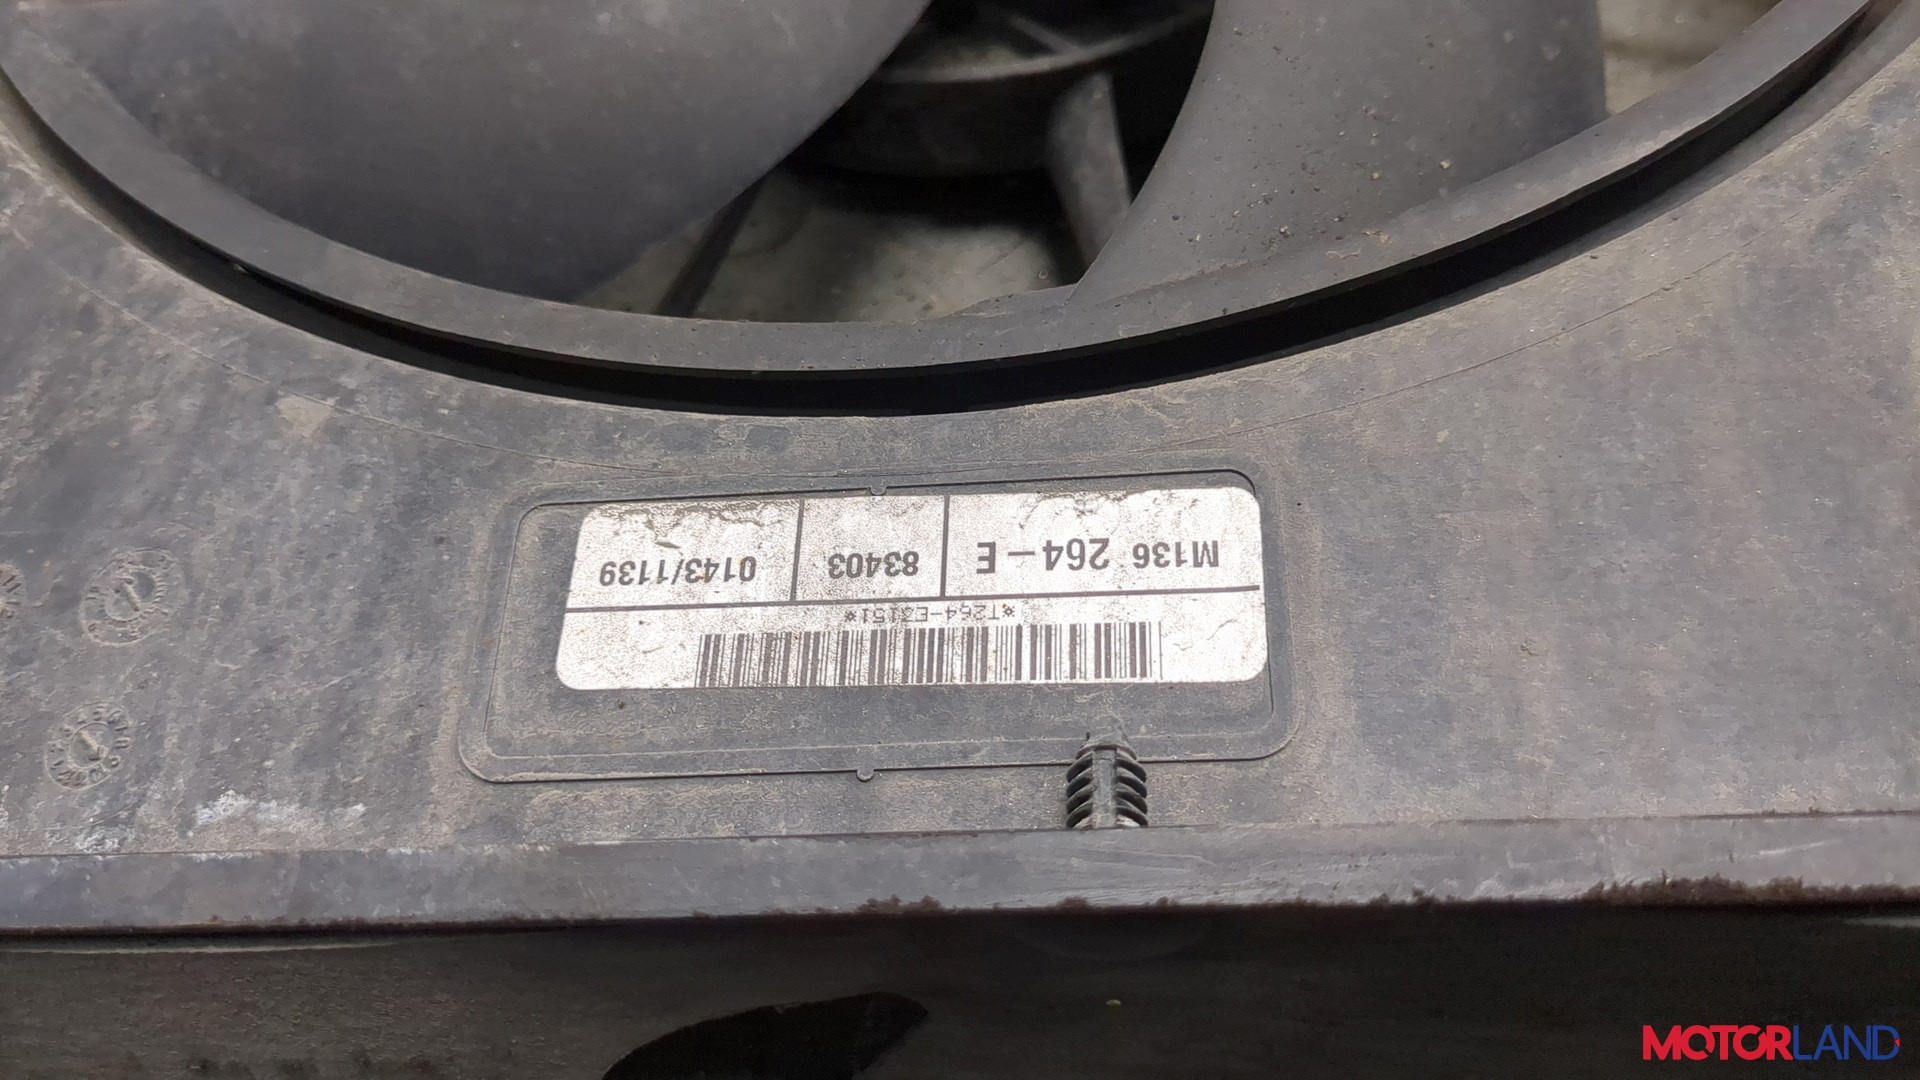 *T264-E3151*
M136 264-E 83403 0143/1139
MOTORLAND